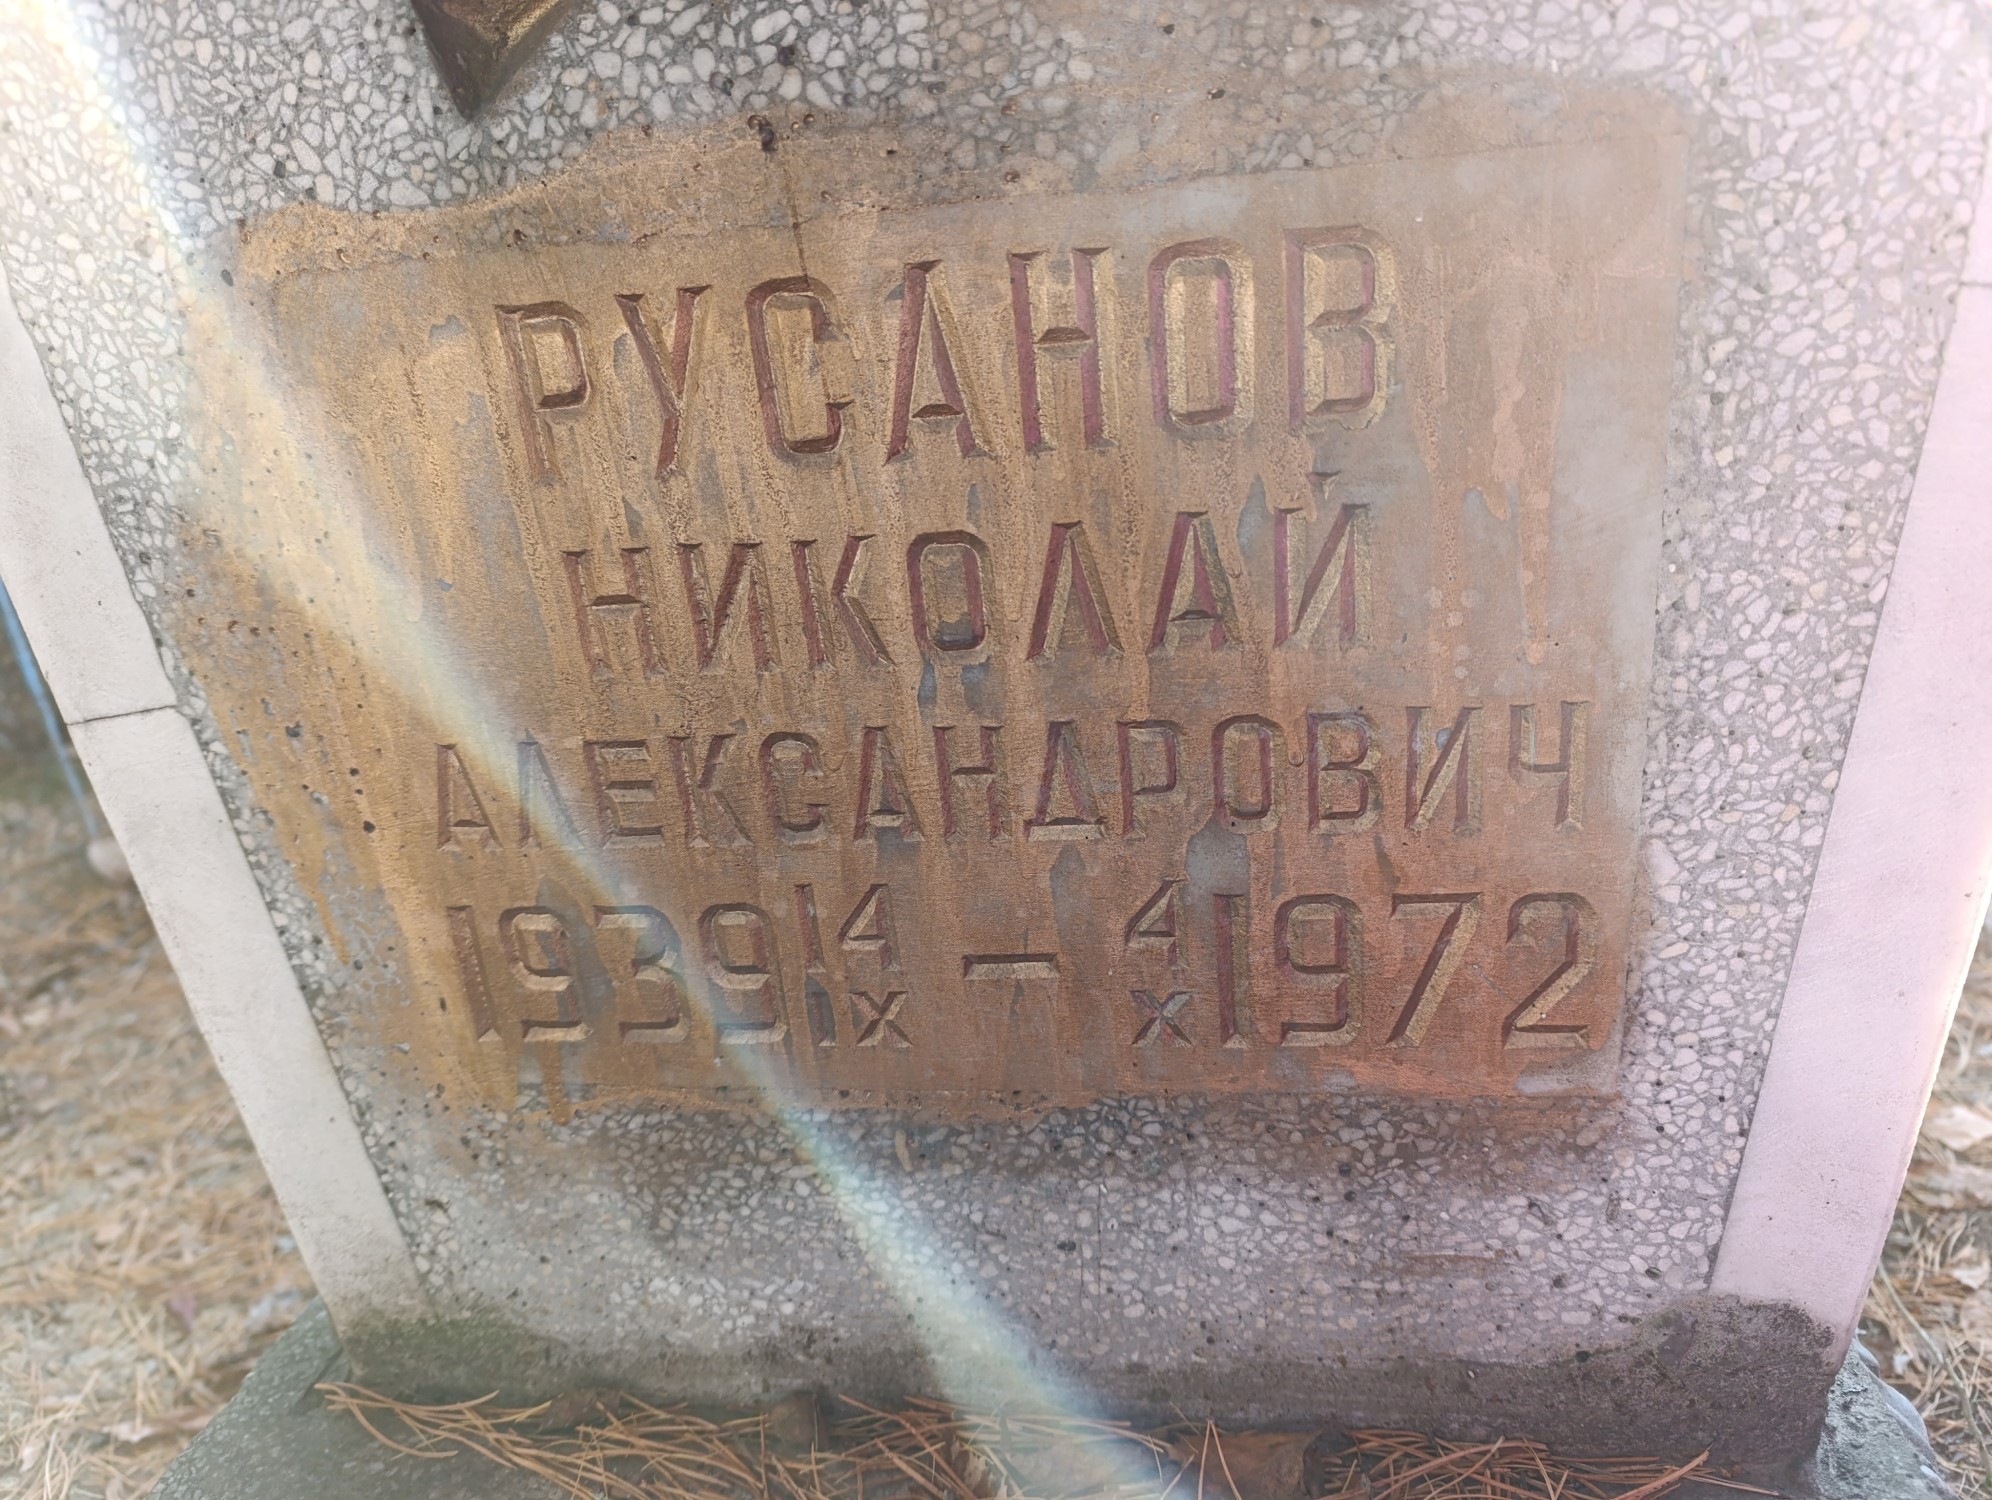 РУСАНОВ
НИКОЛАЙ
АЛЕКСАНДРОВИЧ
1939 14/IX – 4/X 1972